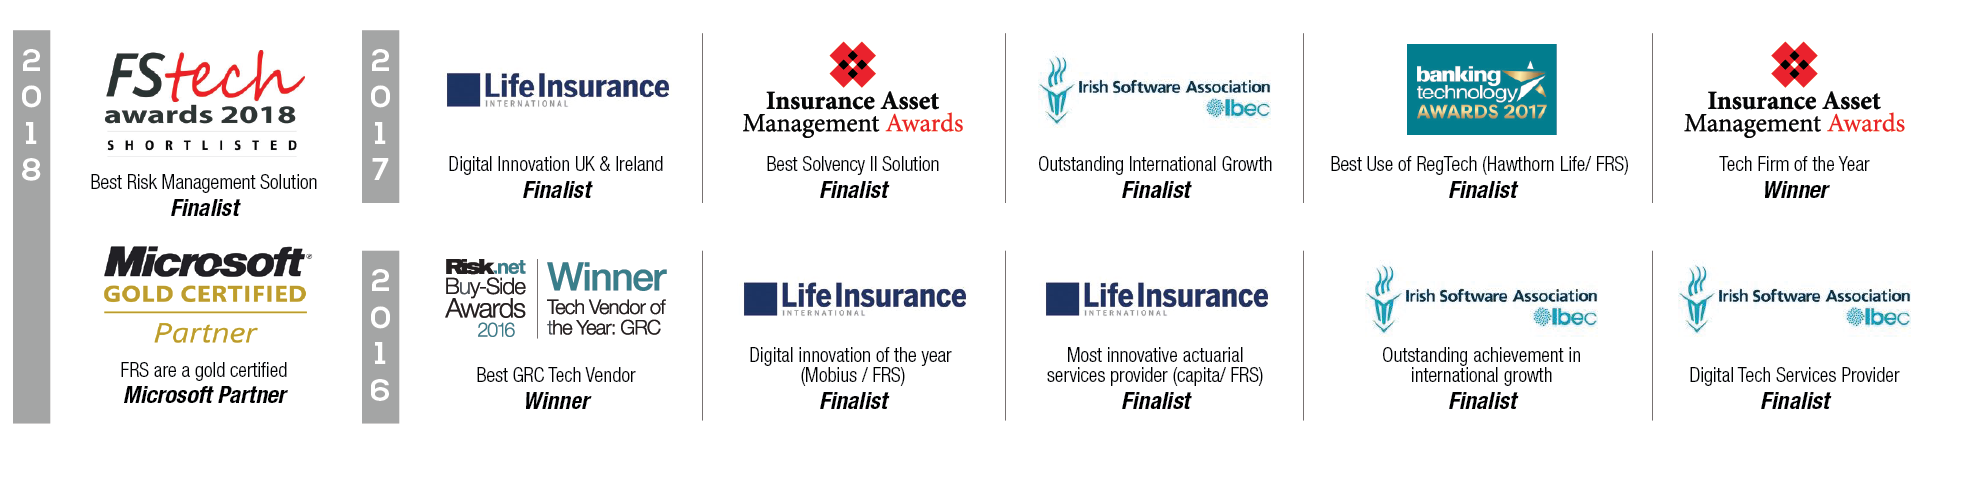 2018
FStech
awards 2018
SHORTLISTED
Best Risk Management Solution
Finalist
Microsoft
GOLD CERTIFIED
Partner
FRS are a gold certified
Microsoft Partner
2017
Life Insurance
INTERNATIONAL
Digital Innovation UK & Ireland
Finalist
Insurance Asset
Management Awards
Best Solvency II Solution
Finalist
Irish Software Association
Ibec
Outstanding International Growth
Finalist
banking
technology
AWARDS 2017
Best Use of RegTech (Hawthorn Life/ FRS)
Finalist
Insurance Asset
Management Awards
Tech Firm of the Year
Winner
2016
Risk.net
Buy-Side
Awards
2016
Winner
Tech Vendor of
the Year: GRC
Best GRC Tech Vendor
Winner
Life Insurance
INTERNATIONAL
Digital innovation of the year
(Mobius / FRS)
Finalist
Life Insurance
INTERNATIONAL
Most innovative actuarial
services provider (capita/ FRS)
Finalist
Irish Software Association
Ibec
Outstanding achievement in
international growth
Finalist
Irish Software Association
Ibec
Digital Tech Services Provider
Finalist